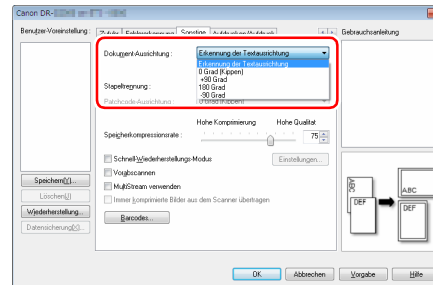 Canon DR-
Benutzer-Voreinstellung:
Sonstige
Gebrauchsanleitung
Dokument-Ausrichtung:
Erkennung der Textausrichtung
Erkennung der Textausrichtung
0 Grad (Kippen)
+90 Grad
180 Grad
-90 Grad
Stapeltrennung:
Patchcode-Ausrichtung:
0 Grad (Kippen)
Hohe Komprimierung
Hohe Qualität
Speicherkompressionsrate:
75
Schnell-Wiederherstellungs-Modus
Einstellungen...
Vorabscannen
MultiStream verwenden
Immer komprimierte Bilder aus dem Scanner übertragen
Barcodes...
Speichern(Y)...
Löschen(J)
Wiederherstellung...
Datensicherung(X)...
ABC
DEF
ABC
DEF
OK
Abbrechen
Vorgabe
Hilfe